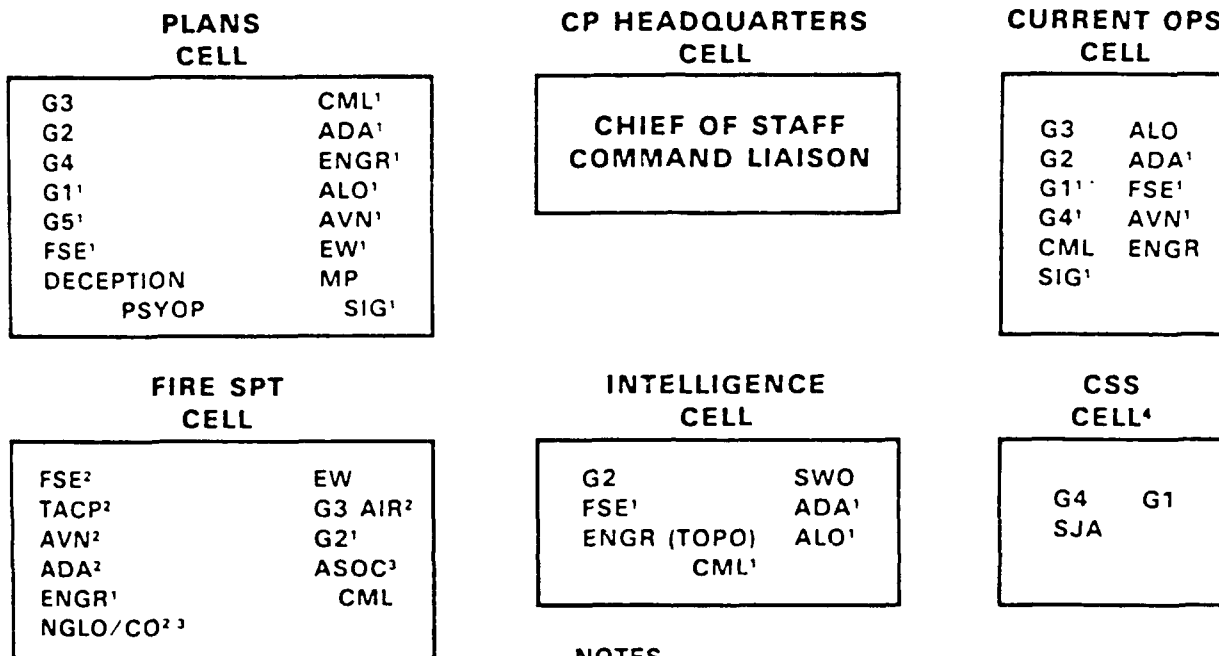 PLANS
CELL
G3 CML¹
G2 ADA¹
G4 ENGR¹
G1¹ ALO¹
G5¹ AVN¹
FSE¹ EW¹
DECEPTION MP
PSYOP SIG¹
CP HEADQUARTERS
CELL
CHIEF OF STAFF
COMMAND LIAISON
CURRENT OPS
CELL
G3 ALO
G2 ADA¹
G1¹ FSE¹
G4¹ AVN¹
CML ENGR
SIG¹
FIRE SPT
CELL
FSE² EW
TACP² G3 AIR²
AVN² G2¹
ADA² ASOC³
ENGR¹ CML
NGLO/CO² ³
INTELLIGENCE
CELL
G2 SWO
FSE¹ ADA¹
ENGR (TOPO) ALO¹
CML¹
CSS
CELL⁴
G4 G1
SJA
NOTES